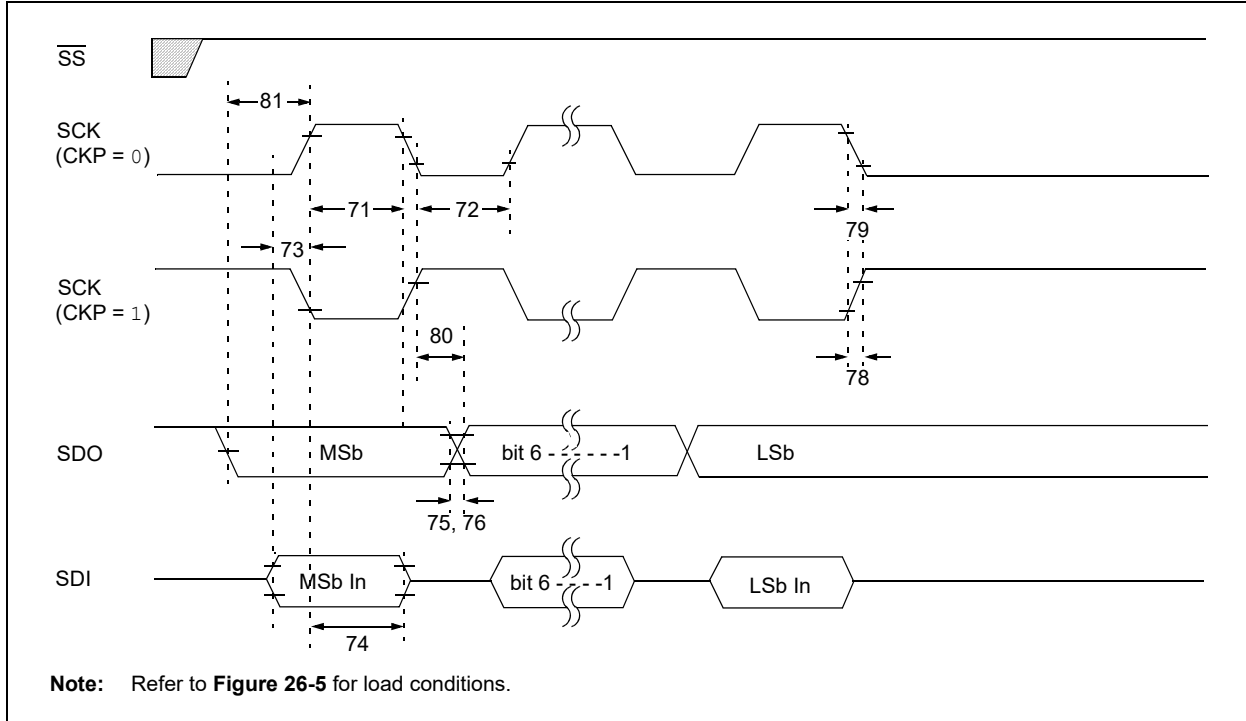 SS
81
SCK
(CKP = 0)
71
72
79
73
SCK
(CKP = 1)
80
78
SDO
MSb
bit 6 - - - - - -1
LSb
75, 76
SDI
MSb In
bit 6 - - - - -1
LSb In
74
Note: Refer to Figure 26-5 for load conditions.